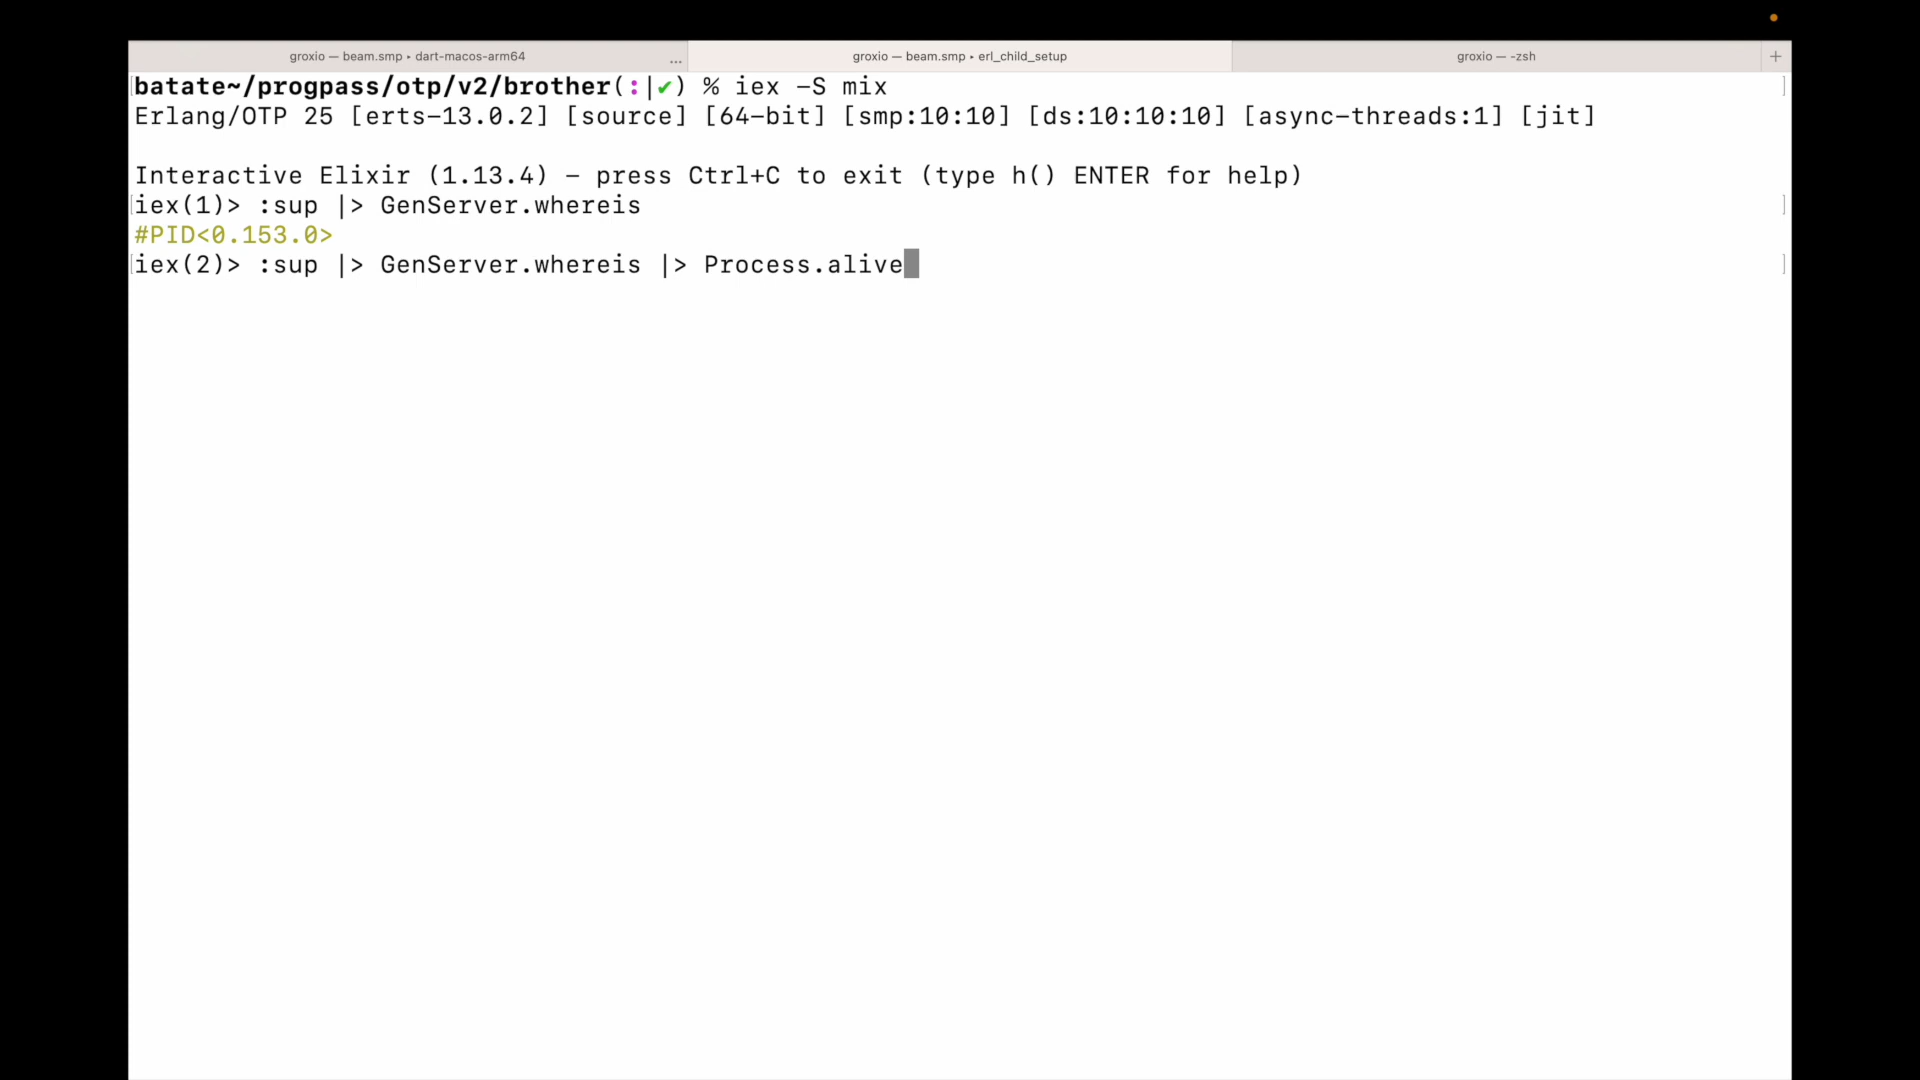 groxio — beam.smp ▸ dart-macos-arm64 ... groxio — beam.smp ▸ erl_child_setup groxio — -zsh +
batate~/progpass/otp/v2/brother(:|✔) % iex -S mix
Erlang/OTP 25 [erts-13.0.2] [source] [64-bit] [smp:10:10] [ds:10:10:10] [async-threads:1] [jit]
Interactive Elixir (1.13.4) - press Ctrl+C to exit (type h() ENTER for help)
iex(1)> :sup |> GenServer.whereis
#PID<0.153.0>
iex(2)> :sup |> GenServer.whereis |> Process.alive